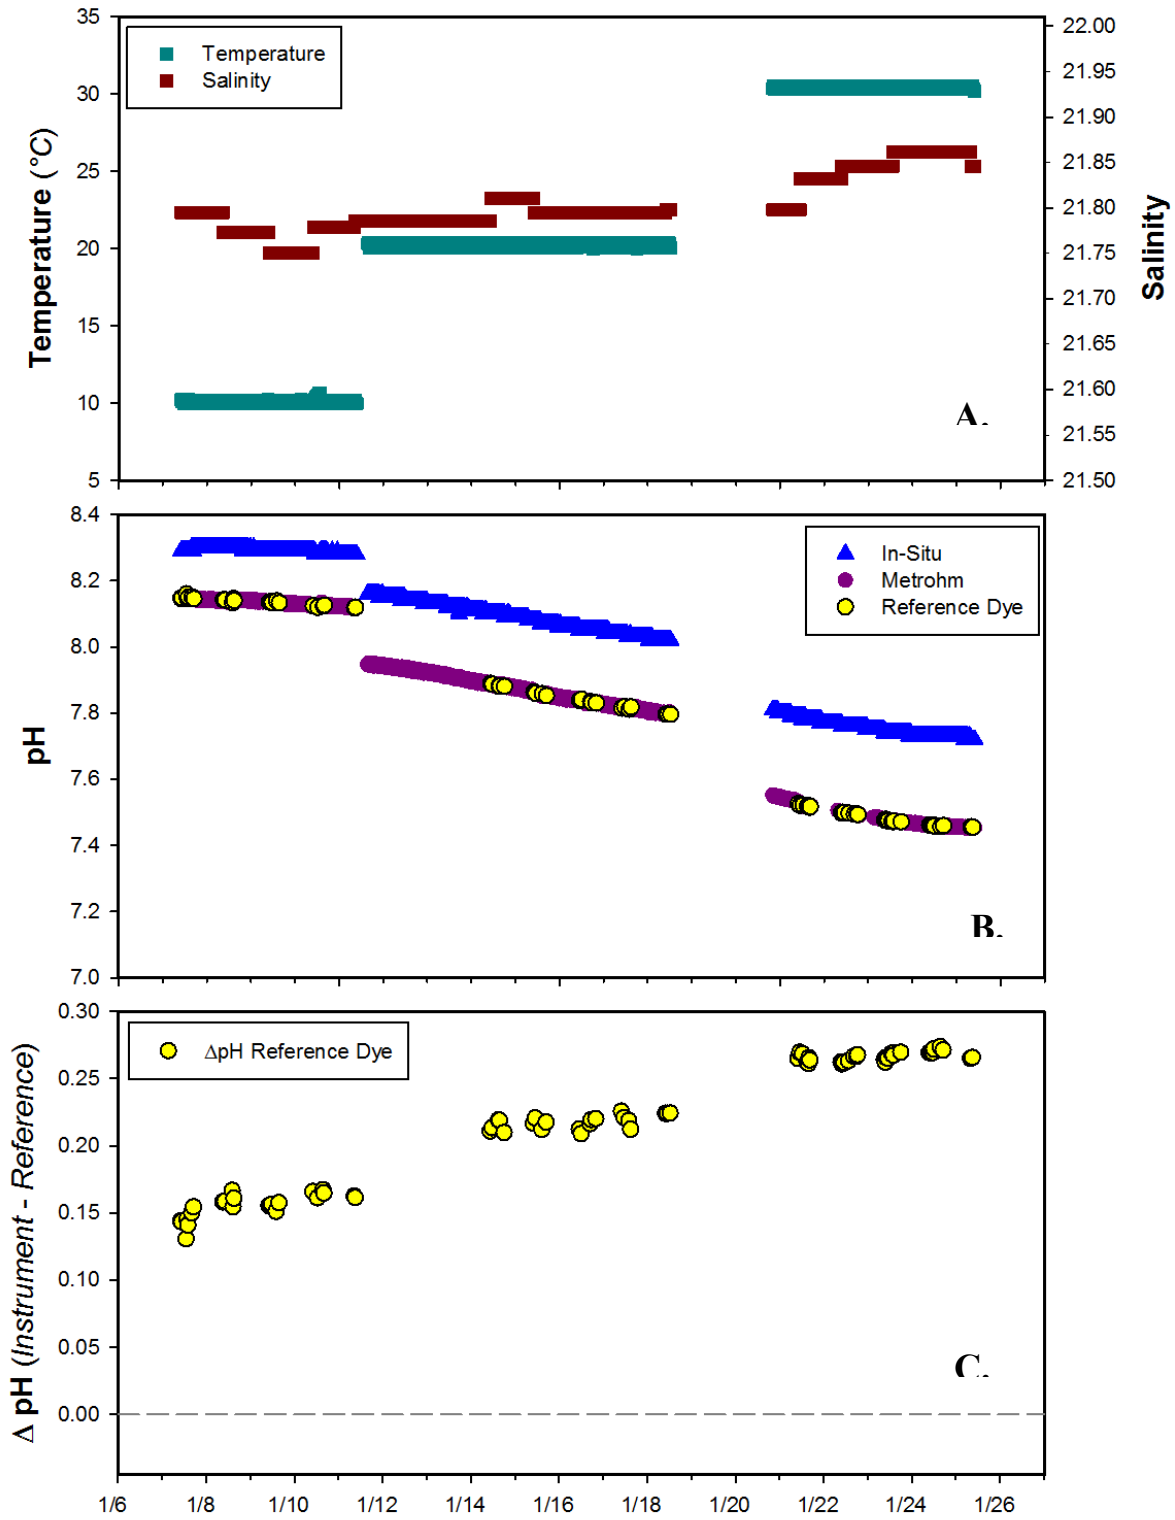 35
30
25
20
15
10
5
Temperature (°C)
Temperature
Salinity
22.00
21.95
21.90
21.85
21.80
21.75
21.70
21.65
21.60
21.55
21.50
Salinity
A.
8.4
8.2
8.0
7.8
7.6
7.4
7.2
7.0
pH
In-Situ
Metrohm
Reference Dye
B.
0.30
0.25
0.20
0.15
0.10
0.05
0.00
Δ pH (Instrument - Reference)
ΔpH Reference Dye
C.
1/6 1/8 1/10 1/12 1/14 1/16 1/18 1/20 1/22 1/24 1/26